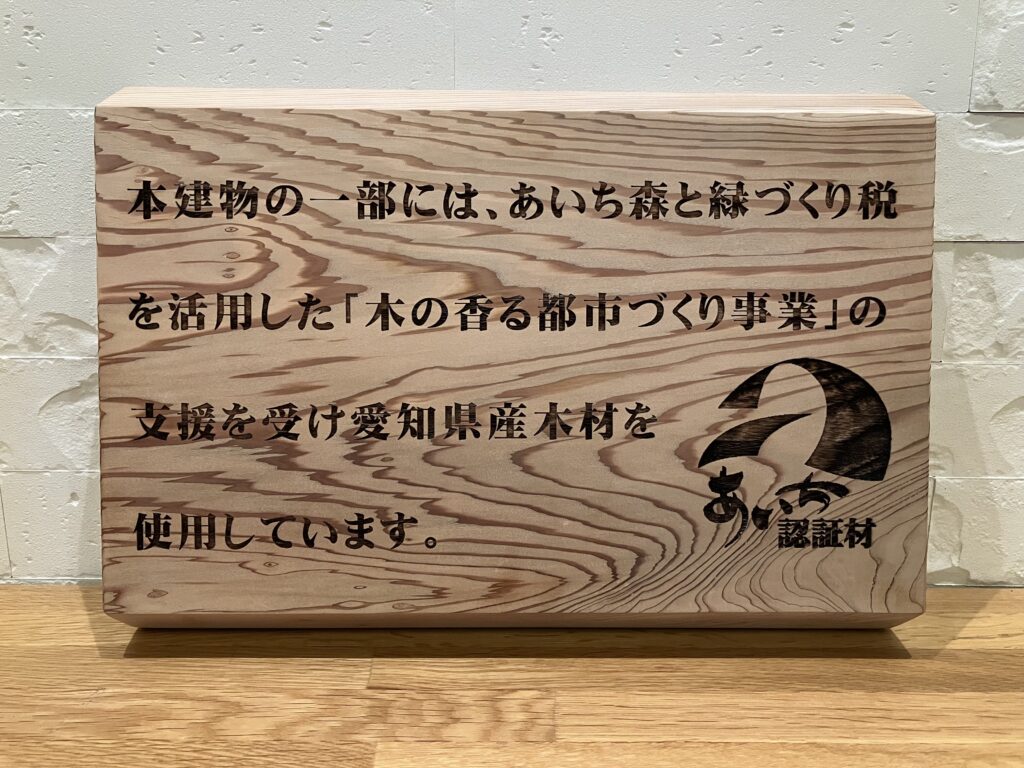 本建物の一部には、あいち森と緑づくり税
を活用した「木の香る都市づくり事業」の
支援を受け愛知県産木材を
使用しています。
あいち
認証材